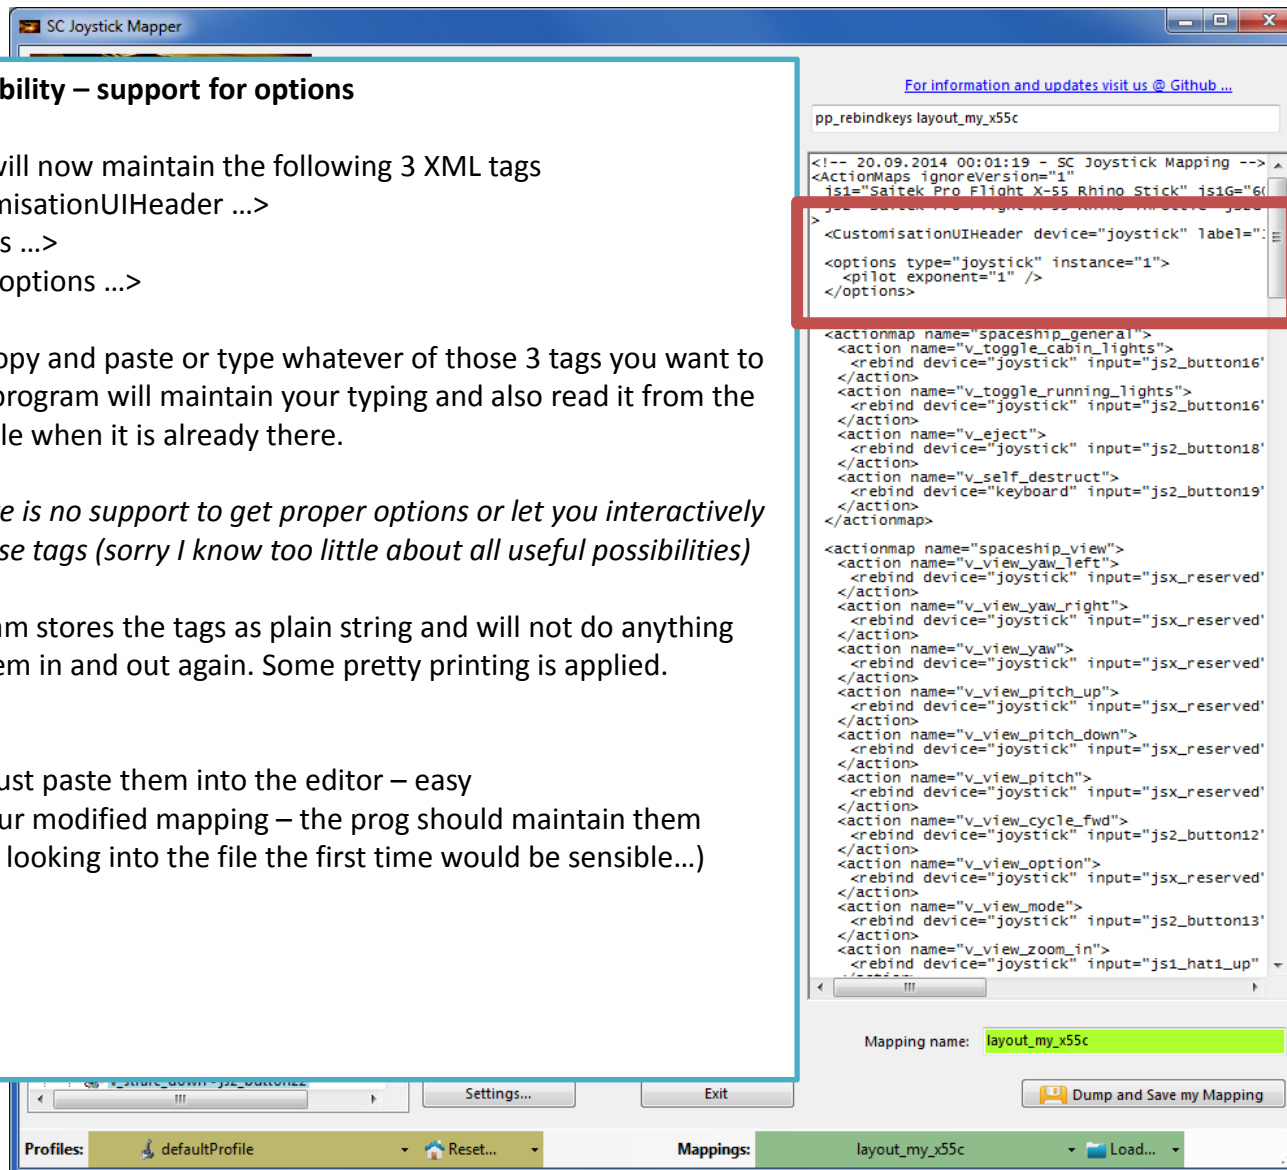 SC Joystick Mapper
bility – support for options
will now maintain the following 3 XML tags
misationUIHeader …>
s …>
options …>
opy and paste or type whatever of those 3 tags you want to
program will maintain your typing and also read it from the
le when it is already there.
e is no support to get proper options or let you interactively
se tags (sorry I know too little about all useful possibilities)
am stores the tags as plain string and will not do anything
em in and out again. Some pretty printing is applied.
ust paste them into the editor – easy
ur modified mapping – the prog should maintain them
looking into the file the first time would be sensible…)
For information and updates visit us @ Github ...
pp_rebindkeys layout_my_x55c
<!-- 20.09.2014 00:01:19 - SC Joystick Mapping -->
<ActionMaps ignoreVersion="1"
js1="Saitek Pro Flight X-55 Rhino Stick" js1G="6
js2="Saitek Pro Flight X-55 Rhino Throttle" js2G
>
<CustomisationUIHeader device="joystick" label="
<options type="joystick" instance="1">
<pilot exponent="1" />
</options>
<actionmap name="spaceship_general">
<action name="v_toggle_cabin_lights">
<rebind device="joystick" input="js2_button16"
</action>
<action name="v_toggle_running_lights">
<rebind device="joystick" input="js2_button16"
</action>
<action name="v_eject">
<rebind device="joystick" input="js2_button18"
</action>
<action name="v_self_destruct">
<rebind device="keyboard" input="js2_button19"
</action>
</actionmap>
<actionmap name="spaceship_view">
<action name="v_view_yaw_left">
<rebind device="joystick" input="jsx_reserved"
</action>
<action name="v_view_yaw_right">
<rebind device="joystick" input="jsx_reserved"
</action>
<action name="v_view_yaw">
<rebind device="joystick" input="jsx_reserved"
</action>
<action name="v_view_pitch_up">
<rebind device="joystick" input="jsx_reserved"
</action>
<action name="v_view_pitch_down">
<rebind device="joystick" input="jsx_reserved"
</action>
<action name="v_view_pitch">
<rebind device="joystick" input="jsx_reserved"
</action>
<action name="v_view_cycle_fwd">
<rebind device="joystick" input="js2_button12"
</action>
<action name="v_view_option">
<rebind device="joystick" input="jsx_reserved"
</action>
<action name="v_view_mode">
<rebind device="joystick" input="js2_button13"
</action>
<action name="v_view_zoom_in">
<rebind device="joystick" input="js1_hat1_up"
</action>
Mapping name: layout_my_x55c
v_strafe_down - js2_button22
Settings... Exit Dump and Save my Mapping
Profiles: defaultProfile Reset... Mappings: layout_my_x55c Load...